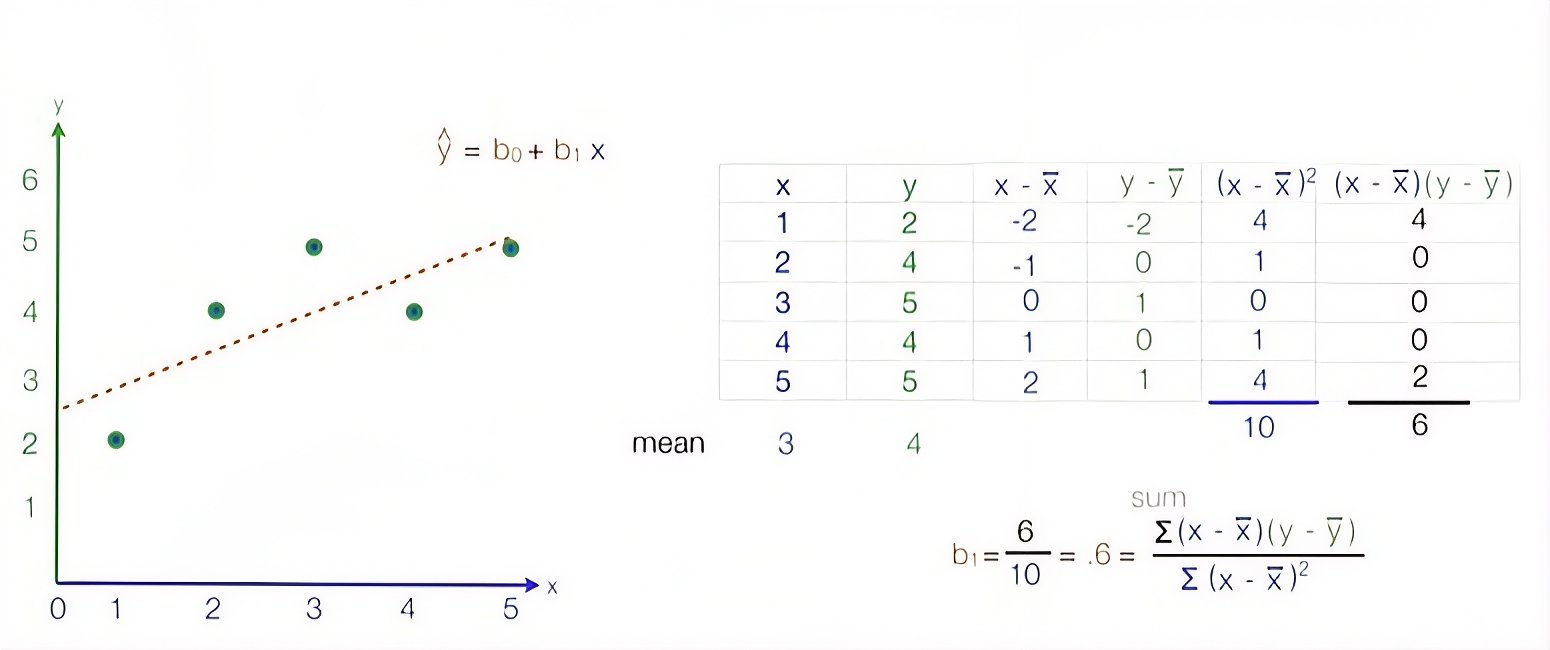 y
ŷ = b₀ + b₁ x
6
5
4
3
2
1
0 1 2 3 4 5 x
x y x - x̅ y - y̅ (x - x̅)² (x - x̅)(y - y̅)
1 2 -2 -2 4 4
2 4 -1 0 1 0
3 5 0 1 0 0
4 4 1 0 1 0
5 5 2 1 4 2
10 6
mean 3 4
sum
b₁ = 6/10 = .6 = Σ(x - x̅)(y - y̅) / Σ(x - x̅)²